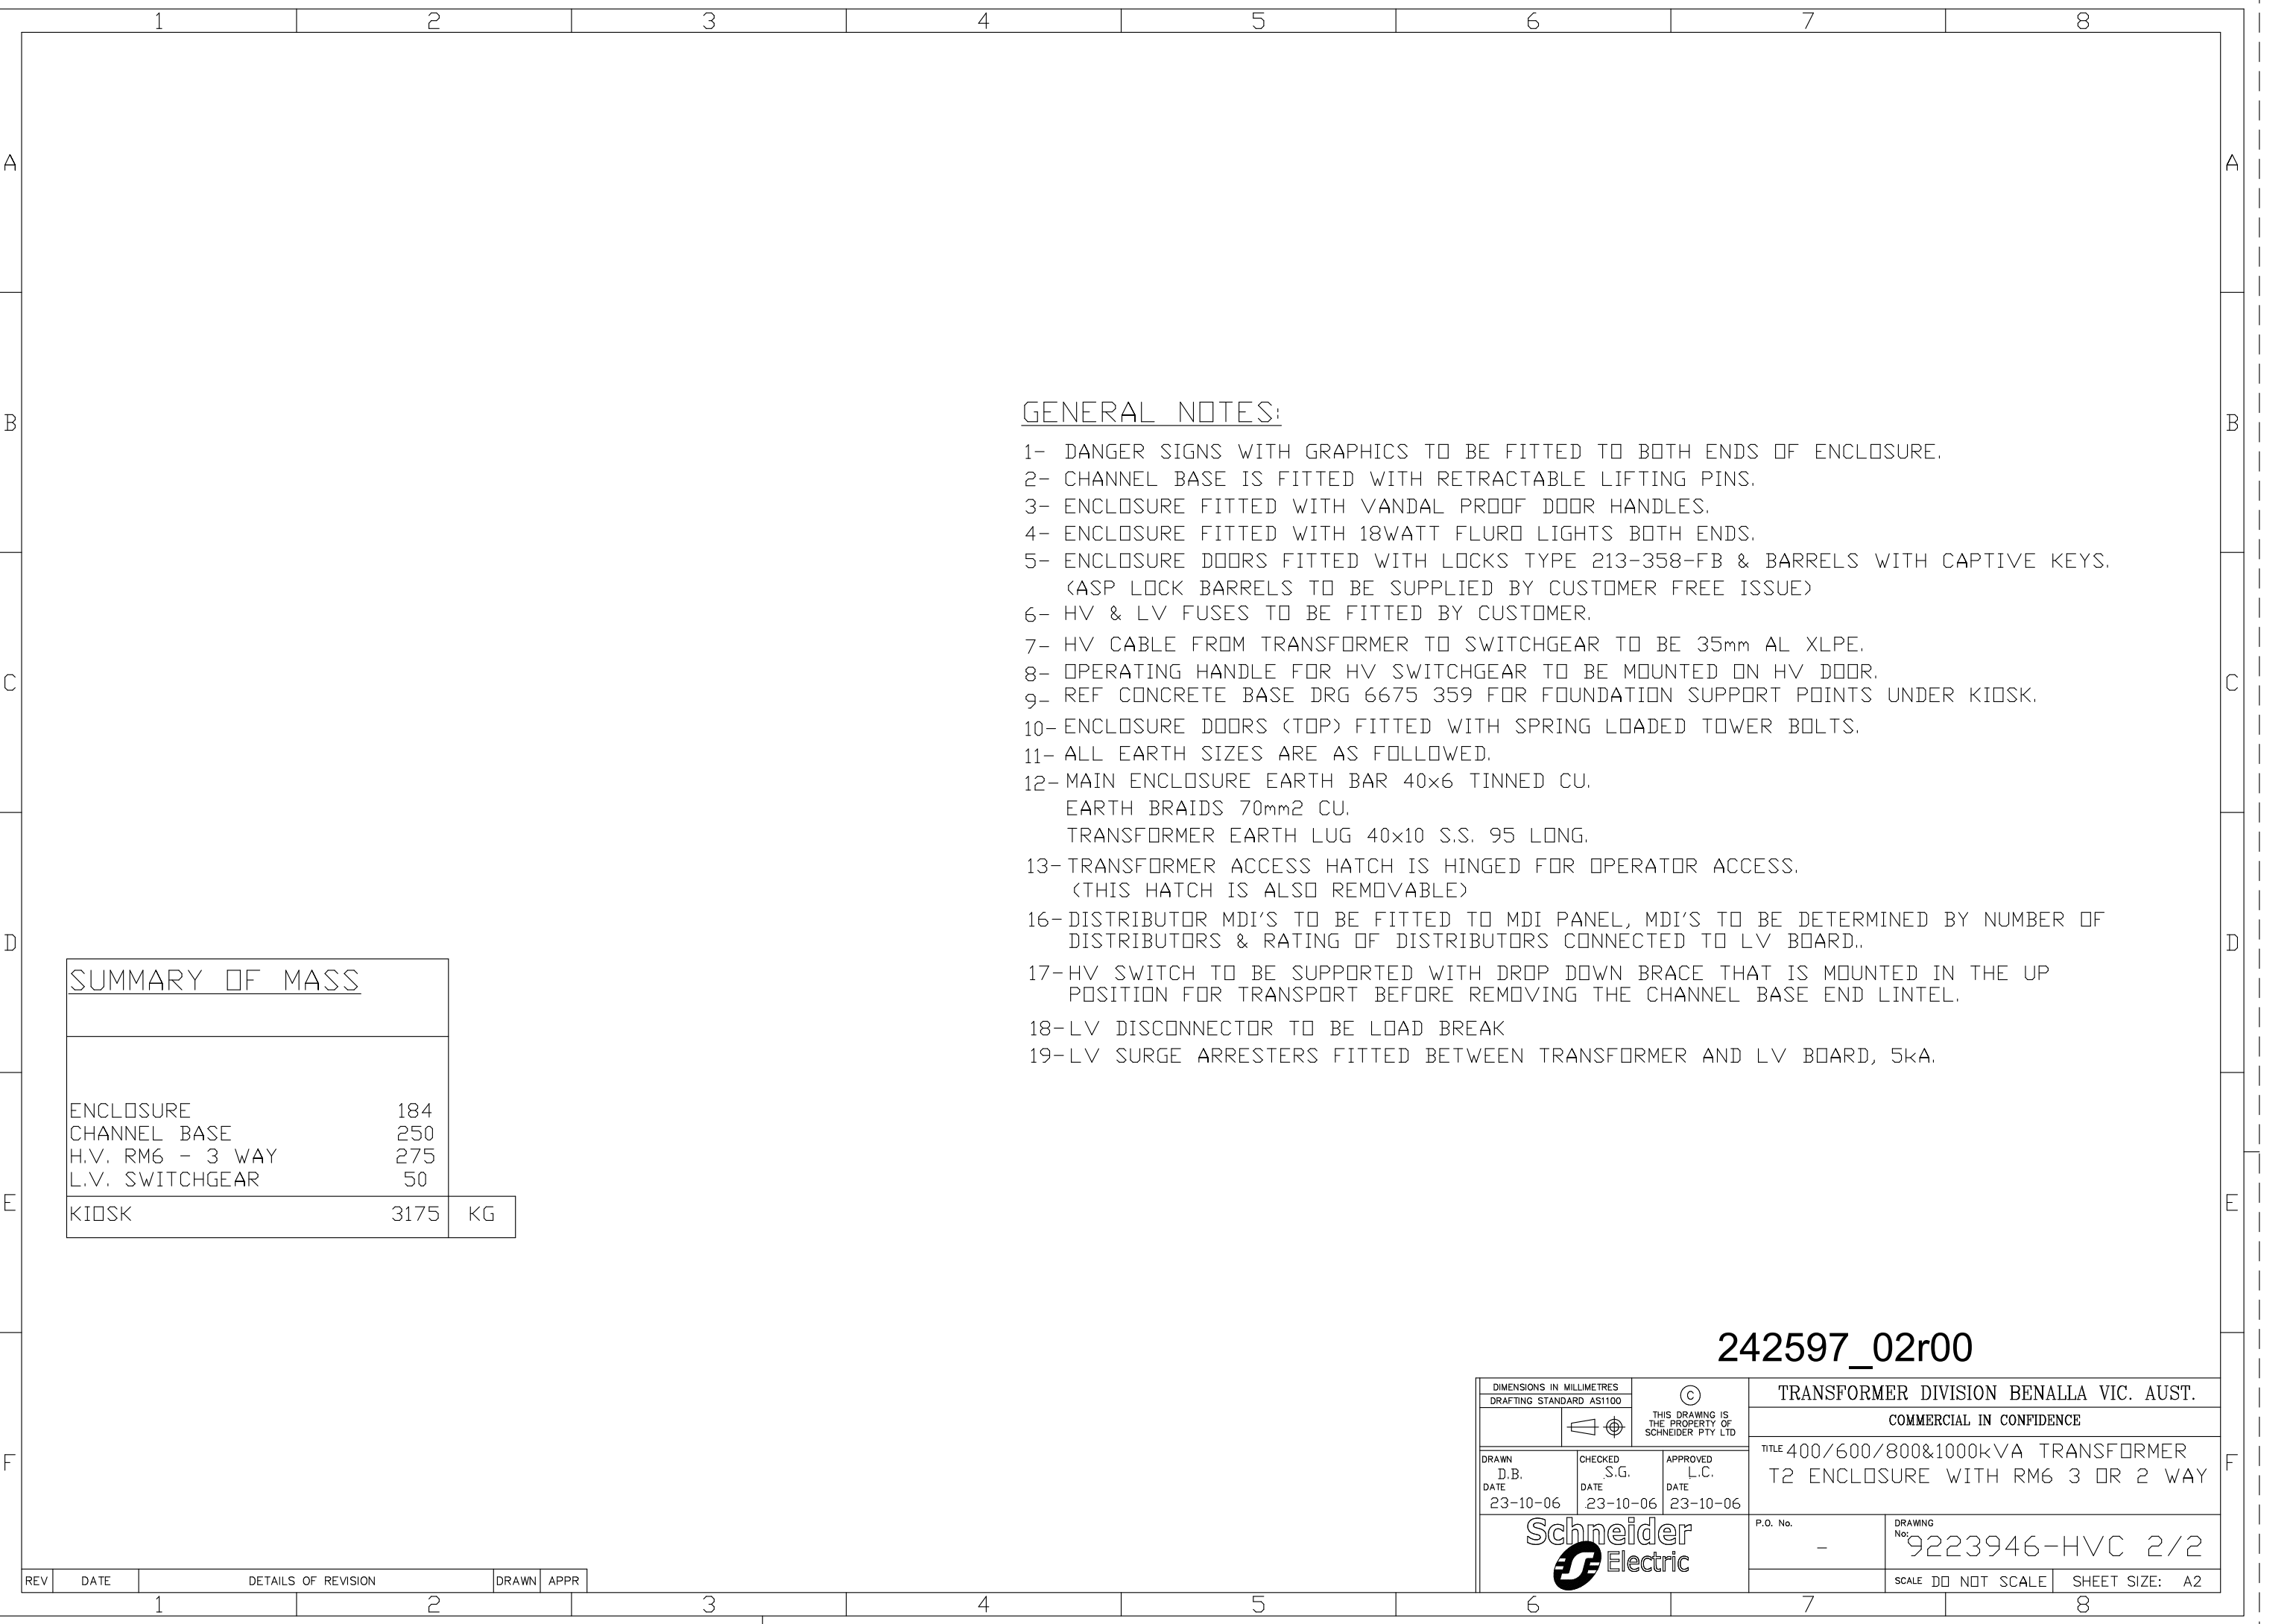 1 2 3 4 5 6 7 8
A A
B B
C C
D D
E E
F F
GENERAL NOTES:
1- DANGER SIGNS WITH GRAPHICS TO BE FITTED TO BOTH ENDS OF ENCLOSURE.
2- CHANNEL BASE IS FITTED WITH RETRACTABLE LIFTING PINS.
3- ENCLOSURE FITTED WITH VANDAL PROOF DOOR HANDLES.
4- ENCLOSURE FITTED WITH 18WATT FLURO LIGHTS BOTH ENDS.
5- ENCLOSURE DOORS FITTED WITH LOCKS TYPE 213-358-FB & BARRELS WITH CAPTIVE KEYS.
(ASP LOCK BARRELS TO BE SUPPLIED BY CUSTOMER FREE ISSUE)
6- HV & LV FUSES TO BE FITTED BY CUSTOMER.
7- HV CABLE FROM TRANSFORMER TO SWITCHGEAR TO BE 35mm AL XLPE.
8- OPERATING HANDLE FOR HV SWITCHGEAR TO BE MOUNTED ON HV DOOR.
9- REF CONCRETE BASE DRG 6675 359 FOR FOUNDATION SUPPORT POINTS UNDER KIOSK.
10- ENCLOSURE DOORS (TOP) FITTED WITH SPRING LOADED TOWER BOLTS.
11- ALL EARTH SIZES ARE AS FOLLOWED.
12- MAIN ENCLOSURE EARTH BAR 40x6 TINNED CU.
EARTH BRAIDS 70mm2 CU.
TRANSFORMER EARTH LUG 40x10 S.S. 95 LONG.
13- TRANSFORMER ACCESS HATCH IS HINGED FOR OPERATOR ACCESS.
(THIS HATCH IS ALSO REMOVABLE)
16- DISTRIBUTOR MDI'S TO BE FITTED TO MDI PANEL, MDI'S TO BE DETERMINED BY NUMBER OF
DISTRIBUTORS & RATING OF DISTRIBUTORS CONNECTED TO LV BOARD..
17- HV SWITCH TO BE SUPPORTED WITH DROP DOWN BRACE THAT IS MOUNTED IN THE UP
POSITION FOR TRANSPORT BEFORE REMOVING THE CHANNEL BASE END LINTEL.
18- LV DISCONNECTOR TO BE LOAD BREAK
19- LV SURGE ARRESTERS FITTED BETWEEN TRANSFORMER AND LV BOARD, 5kA.
SUMMARY OF MASS
ENCLOSURE 184
CHANNEL BASE 250
H.V. RM6 - 3 WAY 275
L.V. SWITCHGEAR 50
KIOSK 3175 KG
242597_02r00
DIMENSIONS IN MILLIMETRES
DRAFTING STANDARD AS1100
©
THIS DRAWING IS
THE PROPERTY OF
SCHNEIDER PTY LTD
TRANSFORMER DIVISION BENALLA VIC. AUST.
COMMERCIAL IN CONFIDENCE
TITLE 400/600/800&1000kVA TRANSFORMER
T2 ENCLOSURE WITH RM6 3 OR 2 WAY
DRAWN CHECKED APPROVED
D.B. S.G. L.C.
DATE DATE DATE
23-10-06 23-10-06 23-10-06
Schneider
Electric
P.O. No.
-
DRAWING
No: 9223946-HVC 2/2
SCALE DO NOT SCALE SHEET SIZE: A2
REV DATE DETAILS OF REVISION DRAWN APPR
1 2 3 4 5 6 7 8